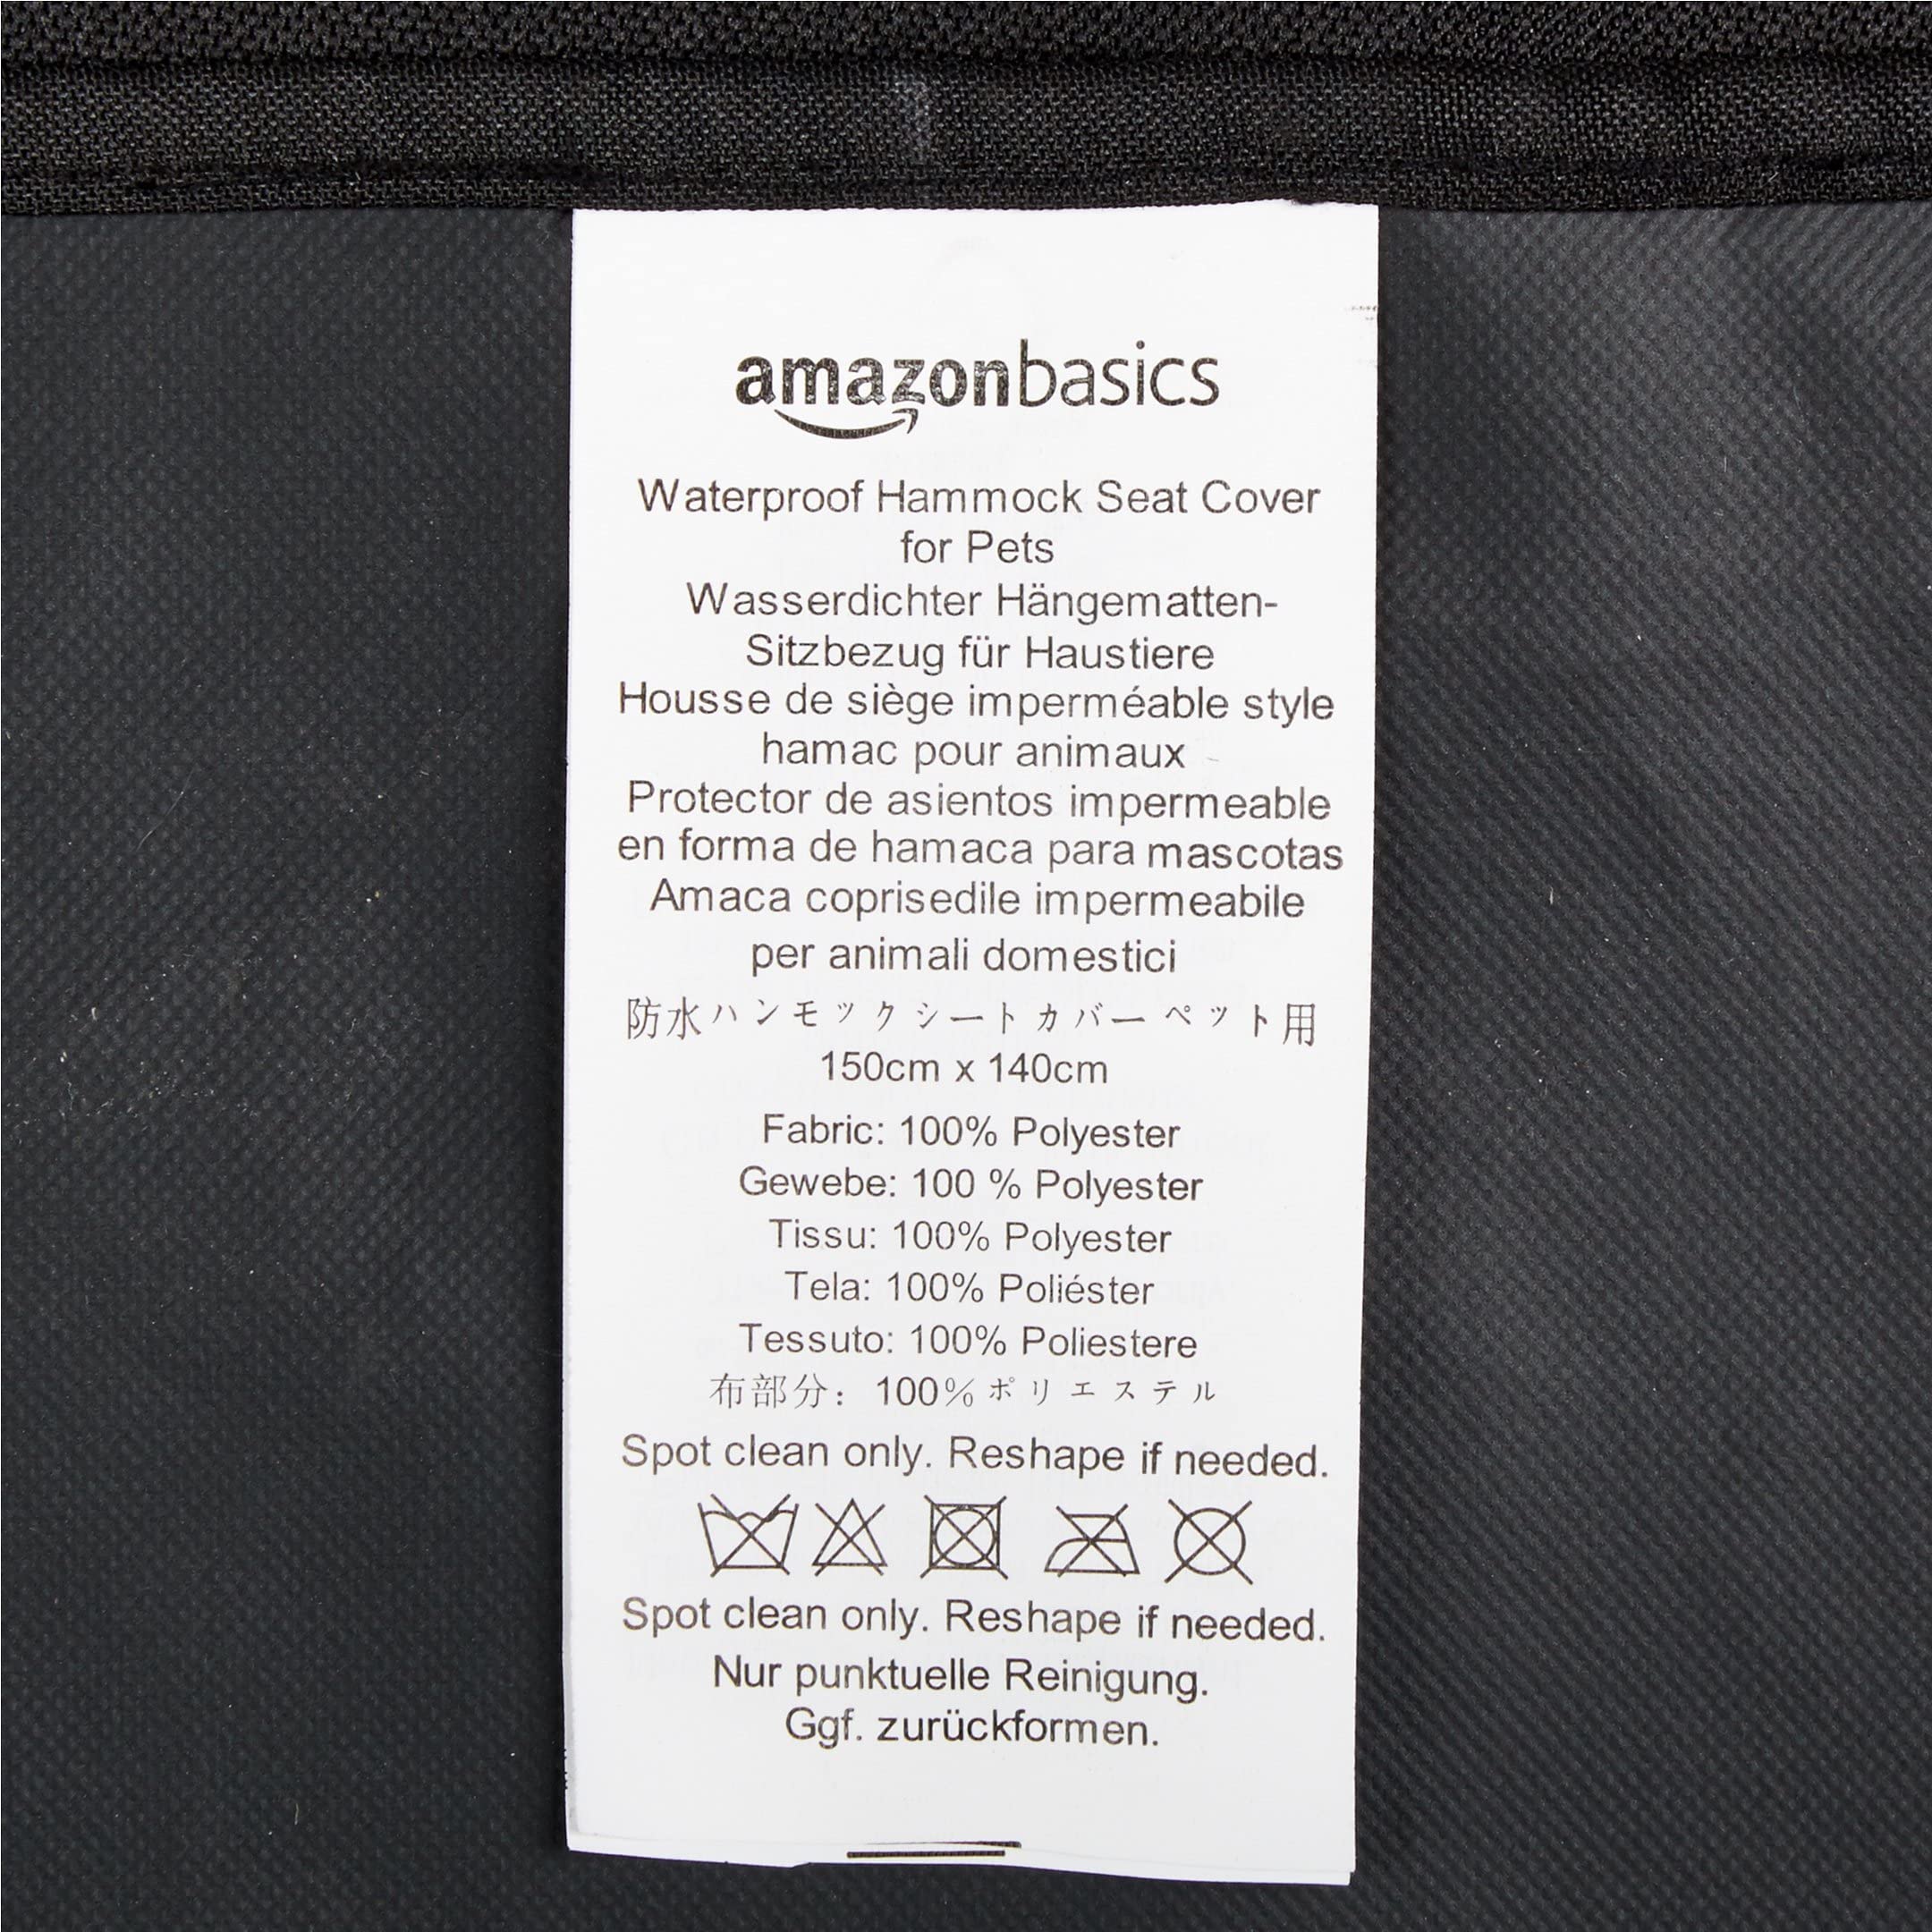 amazonbasics
Waterproof Hammock Seat Cover
for Pets
Wasserdichter Hängematten-
Sitzbezug für Haustiere
Housse de siège imperméable style
hamac pour animaux
Protector de asientos impermeable
en forma de hamaca para mascotas
Amaca coprisedile impermeabile
per animali domestici
防水ハンモックシートカバーペット用
150cm x 140cm
Fabric: 100% Polyester
Gewebe: 100 % Polyester
Tissu: 100% Polyester
Tela: 100% Poliéster
Tessuto: 100% Poliestere
布部分：100%ポリエステル
Spot clean only. Reshape if needed.
Spot clean only. Reshape if needed.
Nur punktuelle Reinigung.
Ggf. zurückformen.